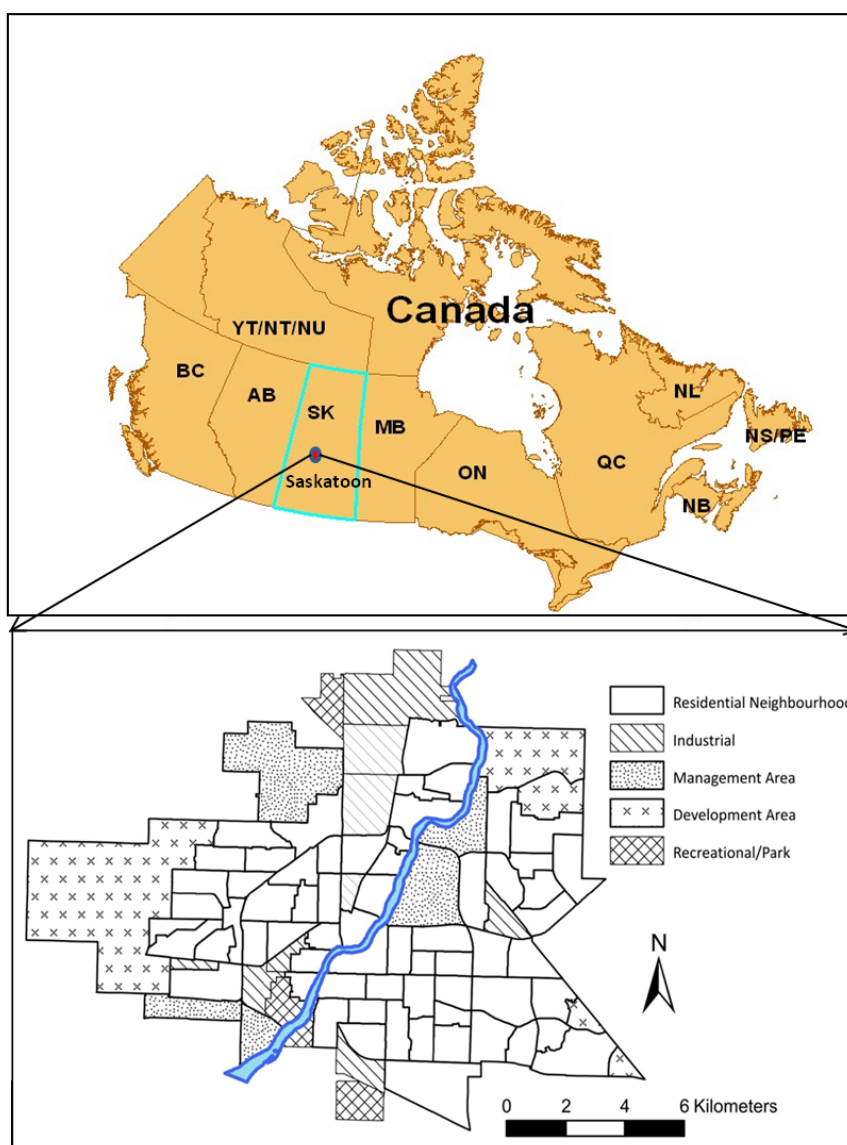 Canada
YT/NT/NU
BC
AB
SK
MB
NL
NS/PE
QC
ON
NB
Saskatoon
Residential Neighbourhood
Industrial
Management Area
Development Area
Recreational/Park
N
0 2 4 6 Kilometers